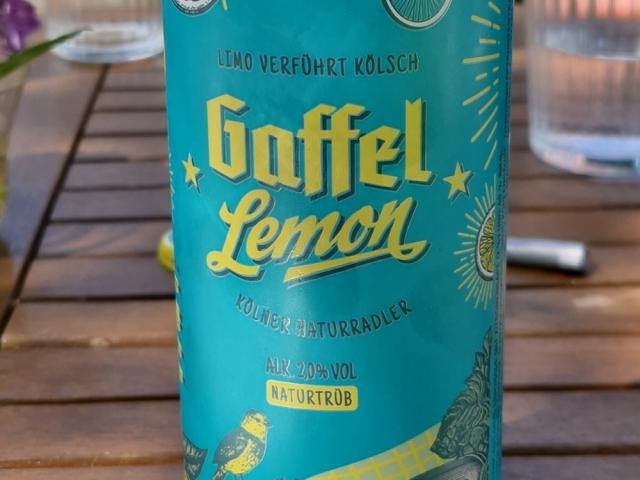 LIMO VERFÜHRT KÖLSCH
Gaffel
Lemon
KÖLNER NATURRADLER
ALK. 2,0% VOL
NATURTRÜB